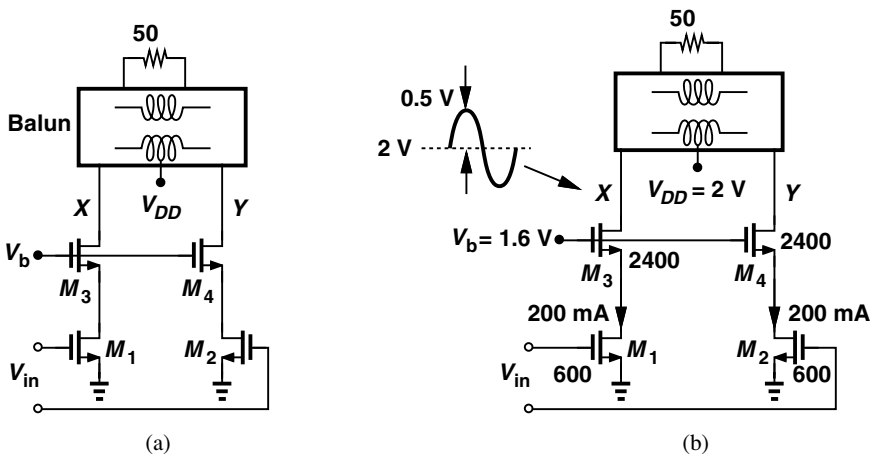 50
Balun
X
Y
V_DD
V_b
M_3
M_4
M_1
M_2
V_in
(a)
50
0.5 V
2 V
X
Y
V_DD = 2 V
V_b = 1.6 V
2400
2400
M_3
M_4
200 mA
200 mA
M_1
M_2
V_in
600
600
(b)